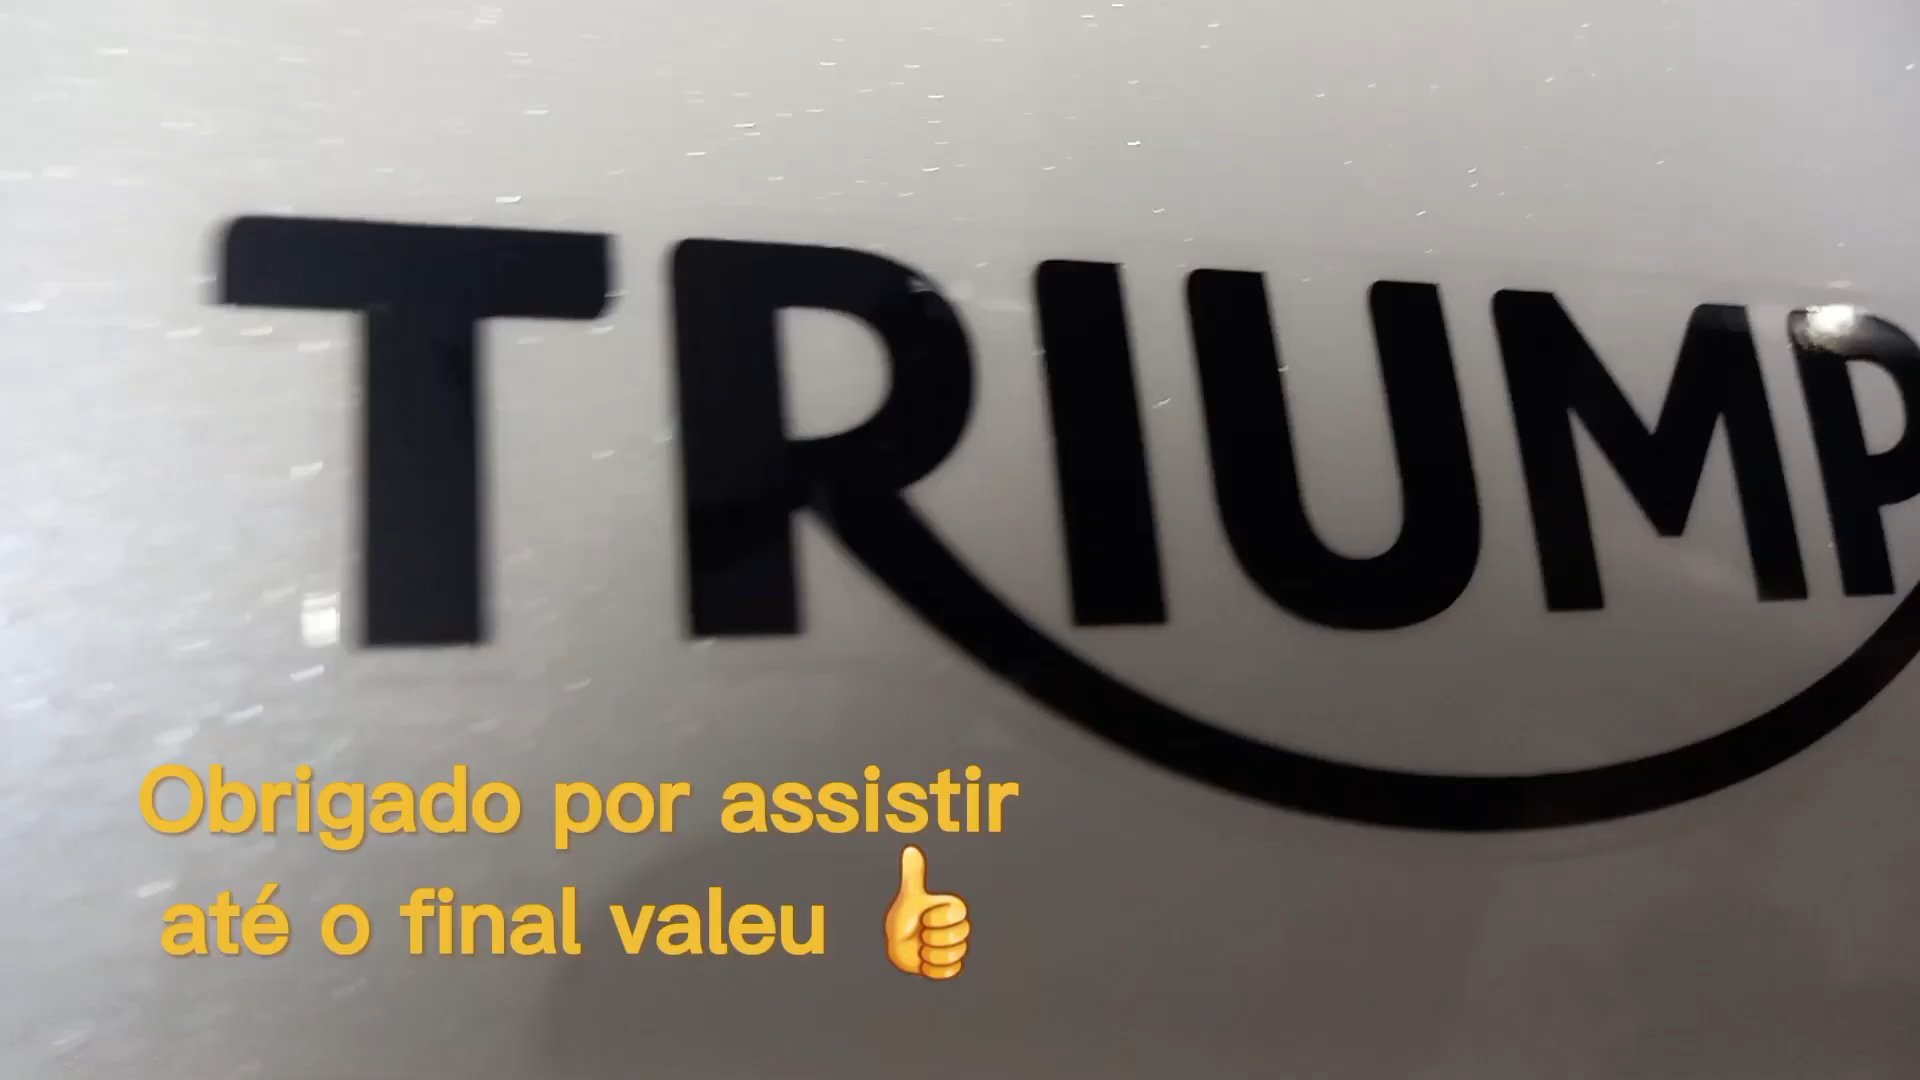 TRIUMP
Obrigado por assistir
até o final valeu 👍